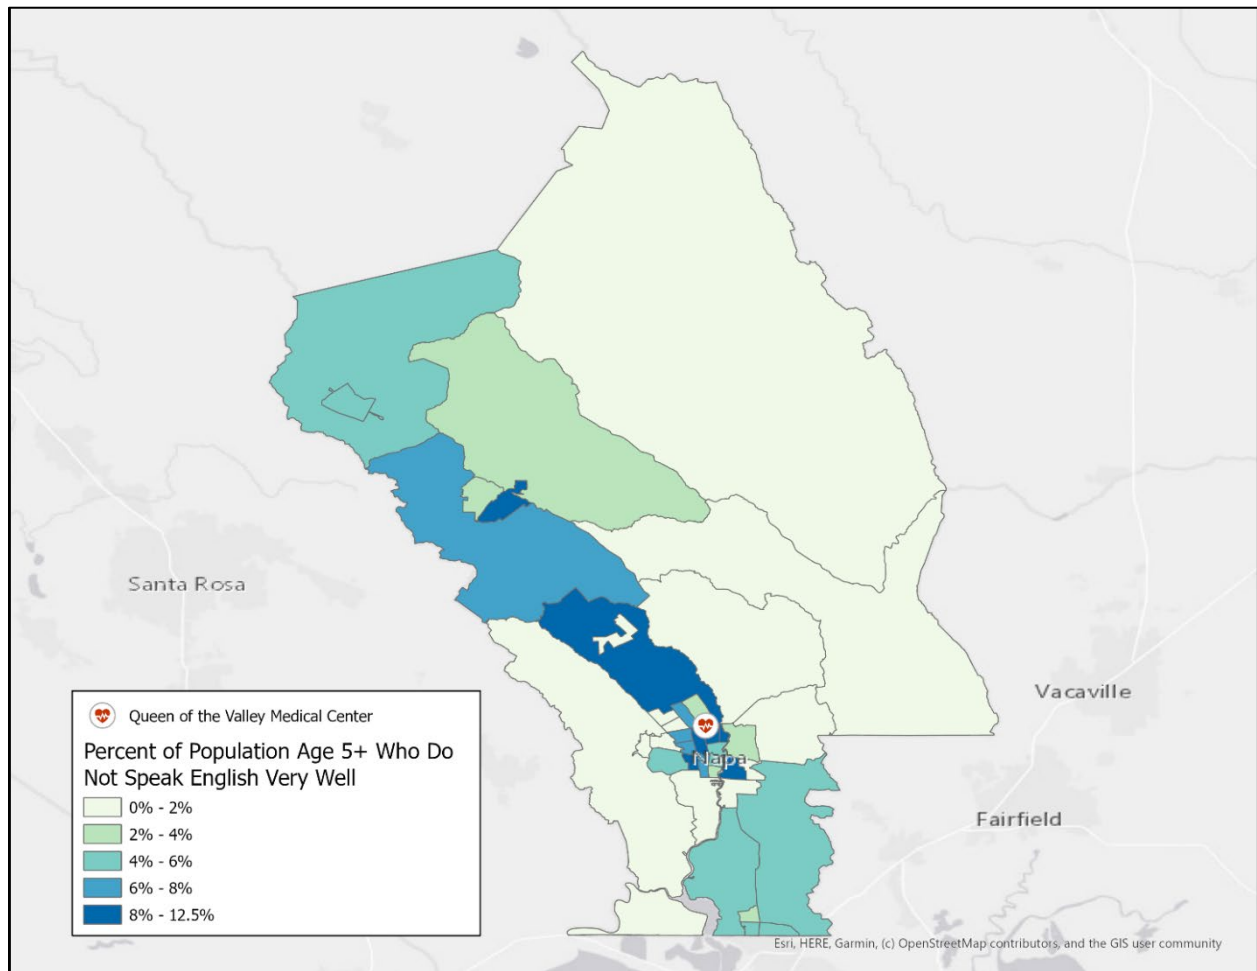 Santa Rosa
Vacaville
Napa
Fairfield
Queen of the Valley Medical Center
Percent of Population Age 5+ Who Do
Not Speak English Very Well
0% - 2%
2% - 4%
4% - 6%
6% - 8%
8% - 12.5%
Esri, HERE, Garmin, (c) OpenStreetMap contributors, and the GIS user community